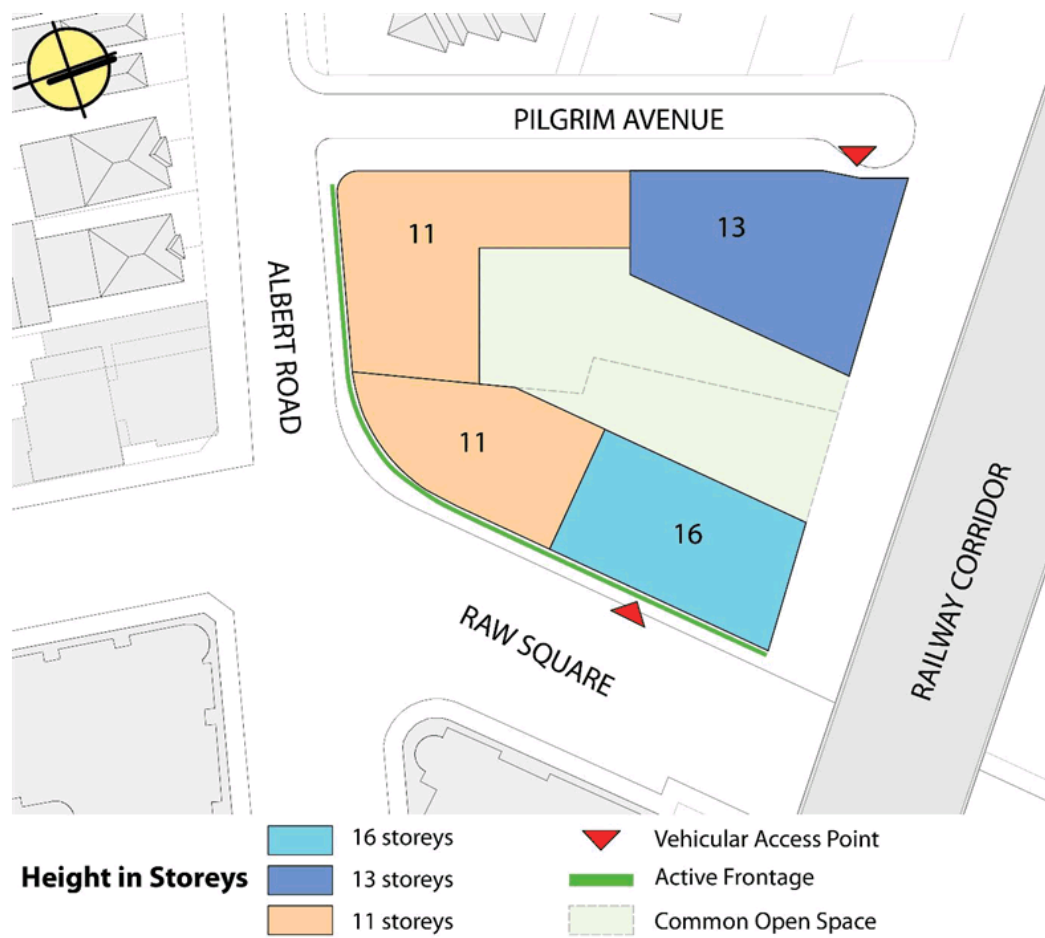 PILGRIM AVENUE
11
13
ALBERT ROAD
11
16
RAW SQUARE
RAILWAY CORRIDOR
Height in Storeys
16 storeys
13 storeys
11 storeys
Vehicular Access Point
Active Frontage
Common Open Space